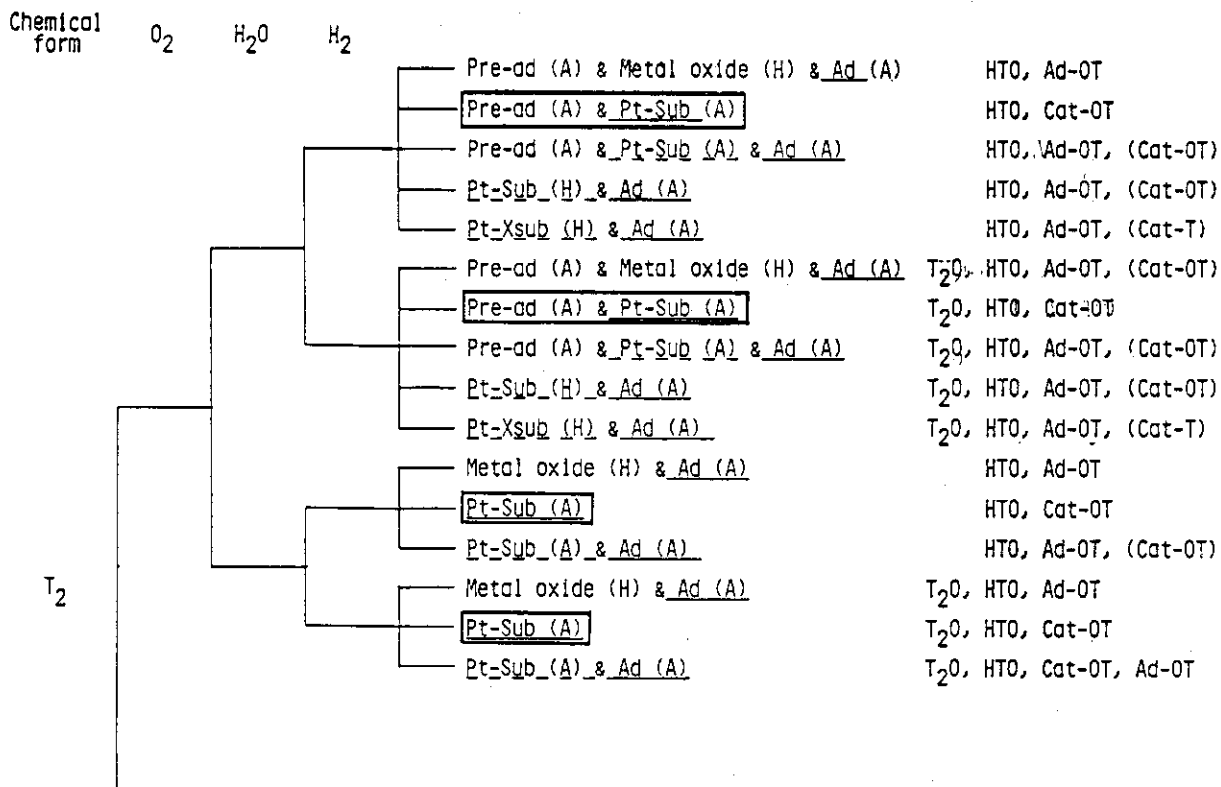 Chemical form O2 H2O H2
Pre-ad (A) & Metal oxide (H) & Ad (A) HTO, Ad-OT
Pre-ad (A) & Pt-Sub (A) HTO, Cat-OT
Pre-ad (A) & Pt-Sub (A) & Ad (A) HTO, Ad-OT, (Cat-OT)
Pt-Sub (H) & Ad (A) HTO, Ad-OT, (Cat-OT)
Pt-Xsub (H) & Ad (A) HTO, Ad-OT, (Cat-T)
Pre-ad (A) & Metal oxide (H) & Ad (A) T2O, HTO, Ad-OT, (Cat-OT)
Pre-ad (A) & Pt-Sub (A) T2O, HTO, Cat-OT
Pre-ad (A) & Pt-Sub (A) & Ad (A) T2O, HTO, Ad-OT, (Cat-OT)
Pt-Sub (H) & Ad (A) T2O, HTO, Ad-OT, (Cat-OT)
Pt-Xsub (H) & Ad (A) T2O, HTO, Ad-OT, (Cat-T)
Metal oxide (H) & Ad (A) HTO, Ad-OT
Pt-Sub (A) HTO, Cat-OT
Pt-Sub (A) & Ad (A) HTO, Ad-OT, (Cat-OT)
T2 Metal oxide (H) & Ad (A) T2O, HTO, Ad-OT
Pt-Sub (A) T2O, HTO, Cat-OT
Pt-Sub (A) & Ad (A) T2O, HTO, Cat-OT, Ad-OT